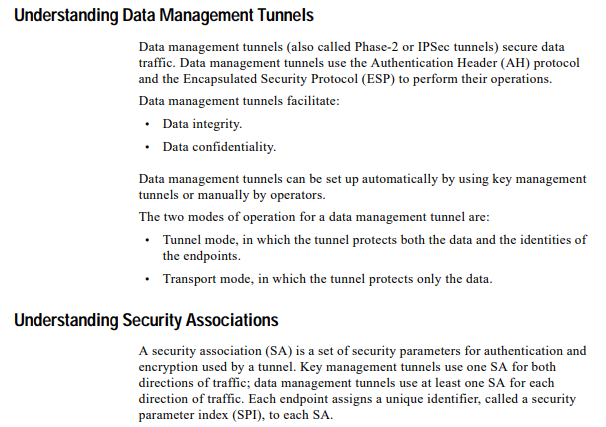 Understanding Data Management Tunnels
Data management tunnels (also called Phase-2 or IPSec tunnels) secure data
traffic. Data management tunnels use the Authentication Header (AH) protocol
and the Encapsulated Security Protocol (ESP) to perform their operations.
Data management tunnels facilitate:
• Data integrity.
• Data confidentiality.
Data management tunnels can be set up automatically by using key management
tunnels or manually by operators.
The two modes of operation for a data management tunnel are:
• Tunnel mode, in which the tunnel protects both the data and the identities of
the endpoints.
• Transport mode, in which the tunnel protects only the data.
Understanding Security Associations
A security association (SA) is a set of security parameters for authentication and
encryption used by a tunnel. Key management tunnels use one SA for both
directions of traffic; data management tunnels use at least one SA for each
direction of traffic. Each endpoint assigns a unique identifier, called a security
parameter index (SPI), to each SA.